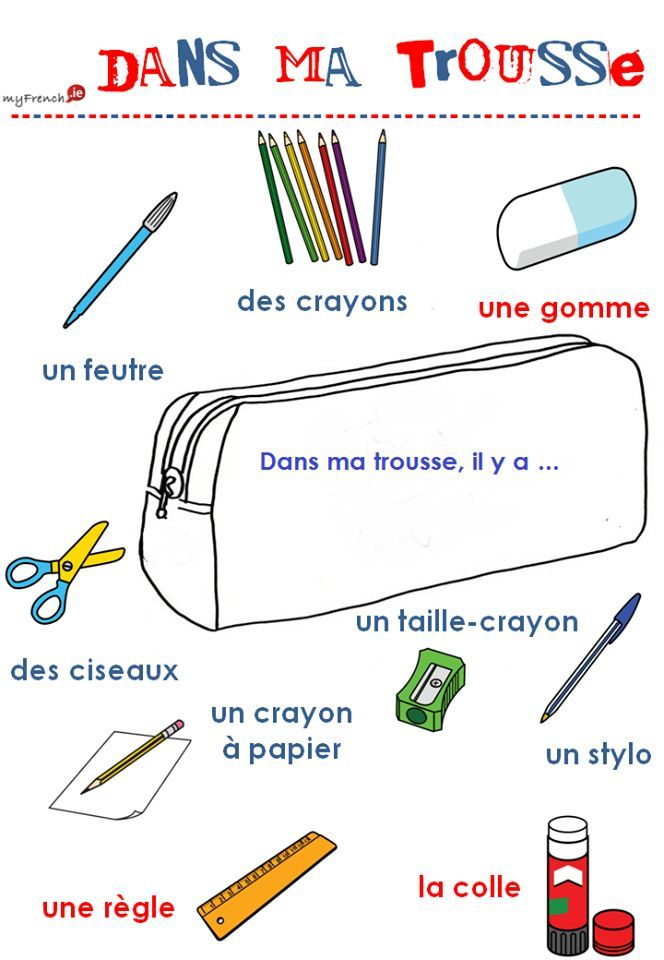 DANS MA TROUSSE
myFrench.ie
des crayons
une gomme
un feutre
Dans ma trousse, il y a ...
un taille-crayon
des ciseaux
un crayon
à papier
un stylo
la colle
une règle